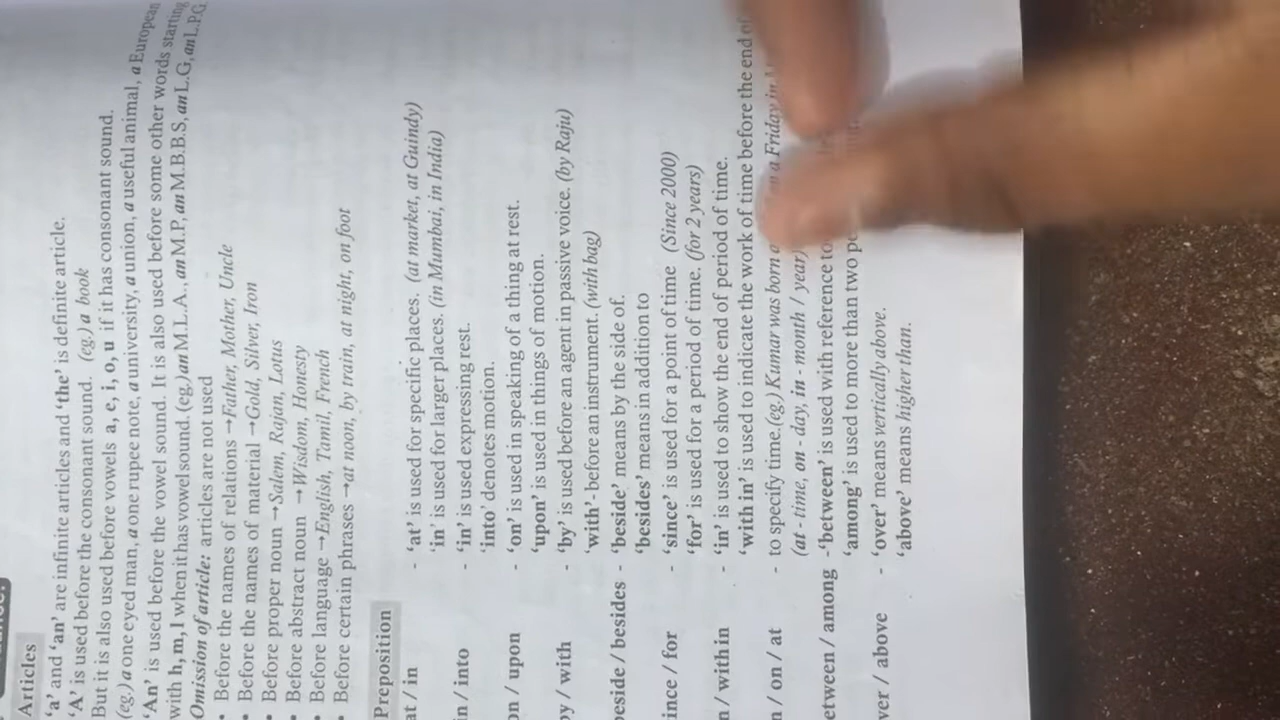 Articles
'a' and 'an' are infinite articles and 'the' is definite article.
'A' is used before the consonant sound. (eg.) a book
But it is also used before vowels a, e, i, o, u if it has consonant sound.
(eg.) a one eyed man, a one rupee note, a university, a union, a useful animal, a European
'An' is used before the vowel sound. It is also used before some other words starting
with h, m, l when it has vowel sound. (eg.) an M.L.A., an M.P, an M.B.B.S, an L.G, an L.P.G
Omission of article: articles are not used
• Before the names of relations →Father, Mother, Uncle
• Before the names of material →Gold, Silver, Iron
• Before proper noun →Salem, Rajan, Lotus
• Before abstract noun →Wisdom, Honesty
• Before language →English, Tamil, French
• Before certain phrases →at noon, by train, at night, on foot
Preposition
at / in - 'at' is used for specific places. (at market, at Guindy)
'in' is used for larger places. (in Mumbai, in India)
in / into - 'in' is used expressing rest.
'into' denotes motion.
on / upon - 'on' is used in speaking of a thing at rest.
'upon' is used in things of motion.
by / with - 'by' is used before an agent in passive voice. (by Raju)
'with' - before an instrument. (with bag)
beside / besides - 'beside' means by the side of.
'besides' means in addition to
ince / for - 'since' is used for a point of time (Since 2000)
'for' is used for a period of time. (for 2 years)
n / with in - 'in' is used to show the end of period of time.
'with in' is used to indicate the work of time before the end of
n / on / at - to specify time.(eg.) Kumar was born a Friday in
(at - time, on - day, in - month / year)
etween / among -'between' is used with reference to
'among' is used to more than two
ver / above - 'over' means vertically above.
'above' means higher than.